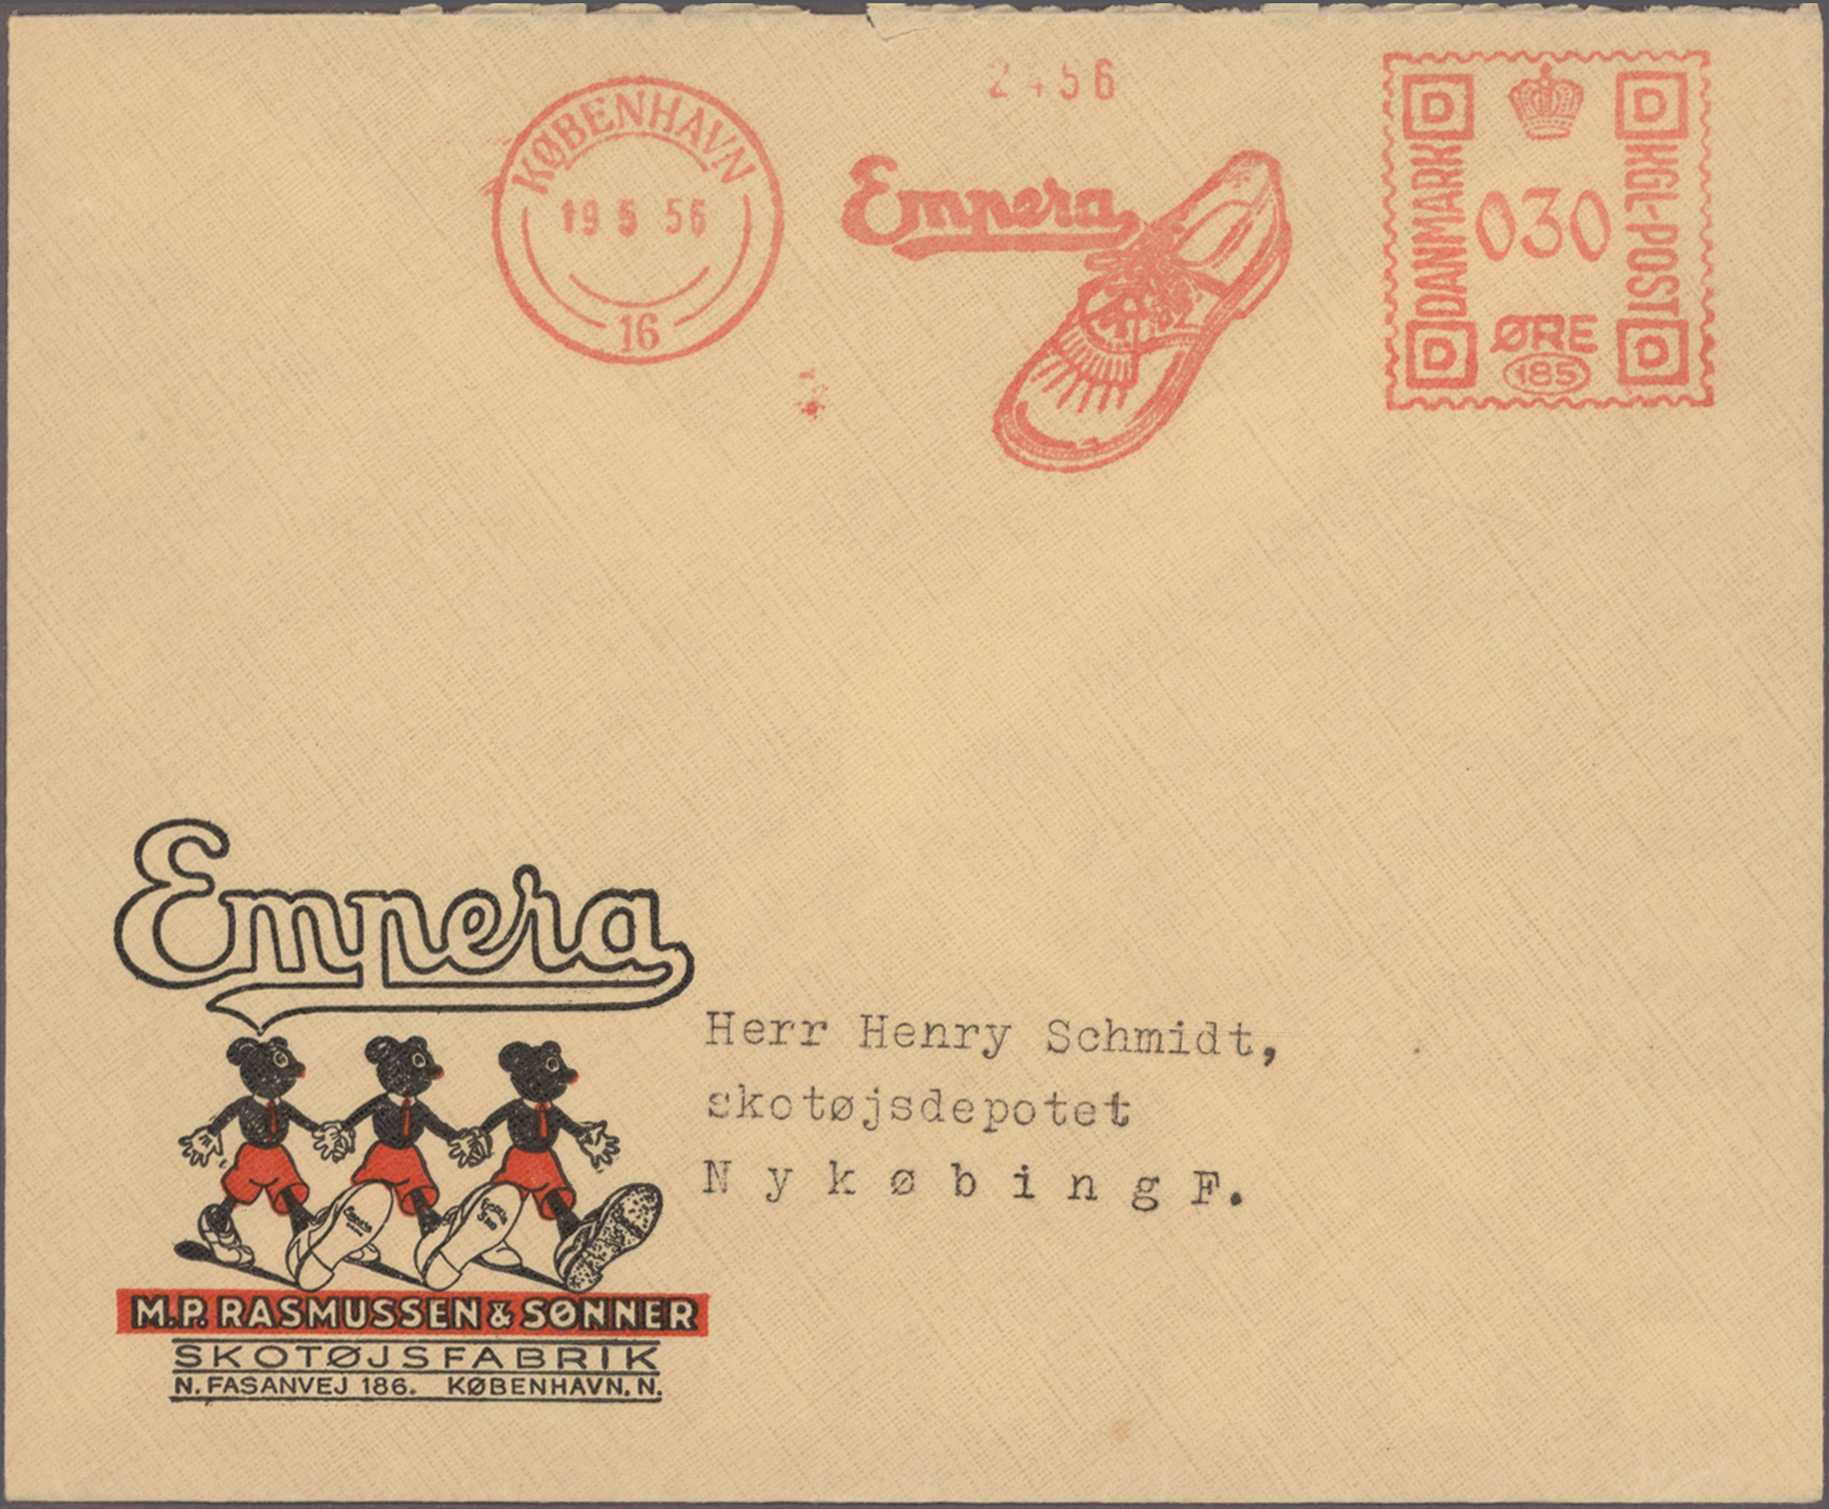 2456
KØBENHAVN
19 5 56
16
Empera
D D
DANMARK
KGL-POST
030
ØRE
D D
185
Empera
Herr Henry Schmidt,
skotøjsdepotet
Nykøbing F.
M.P. RASMUSSEN & SØNNER
SKOTØJSFABRIK
N. FASANVEJ 186. KØBENHAVN. N.